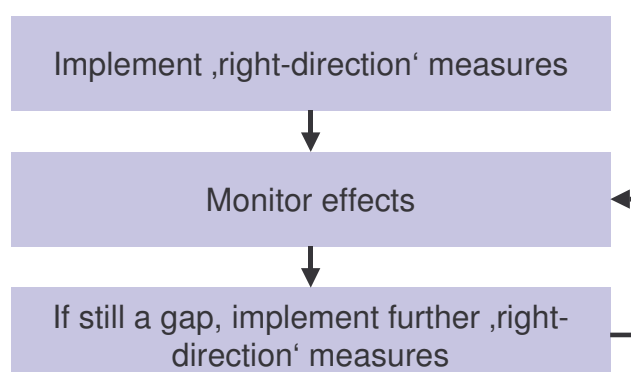 Implement ‚right-direction‘ measures
Monitor effects
If still a gap, implement further ‚right-
direction‘ measures